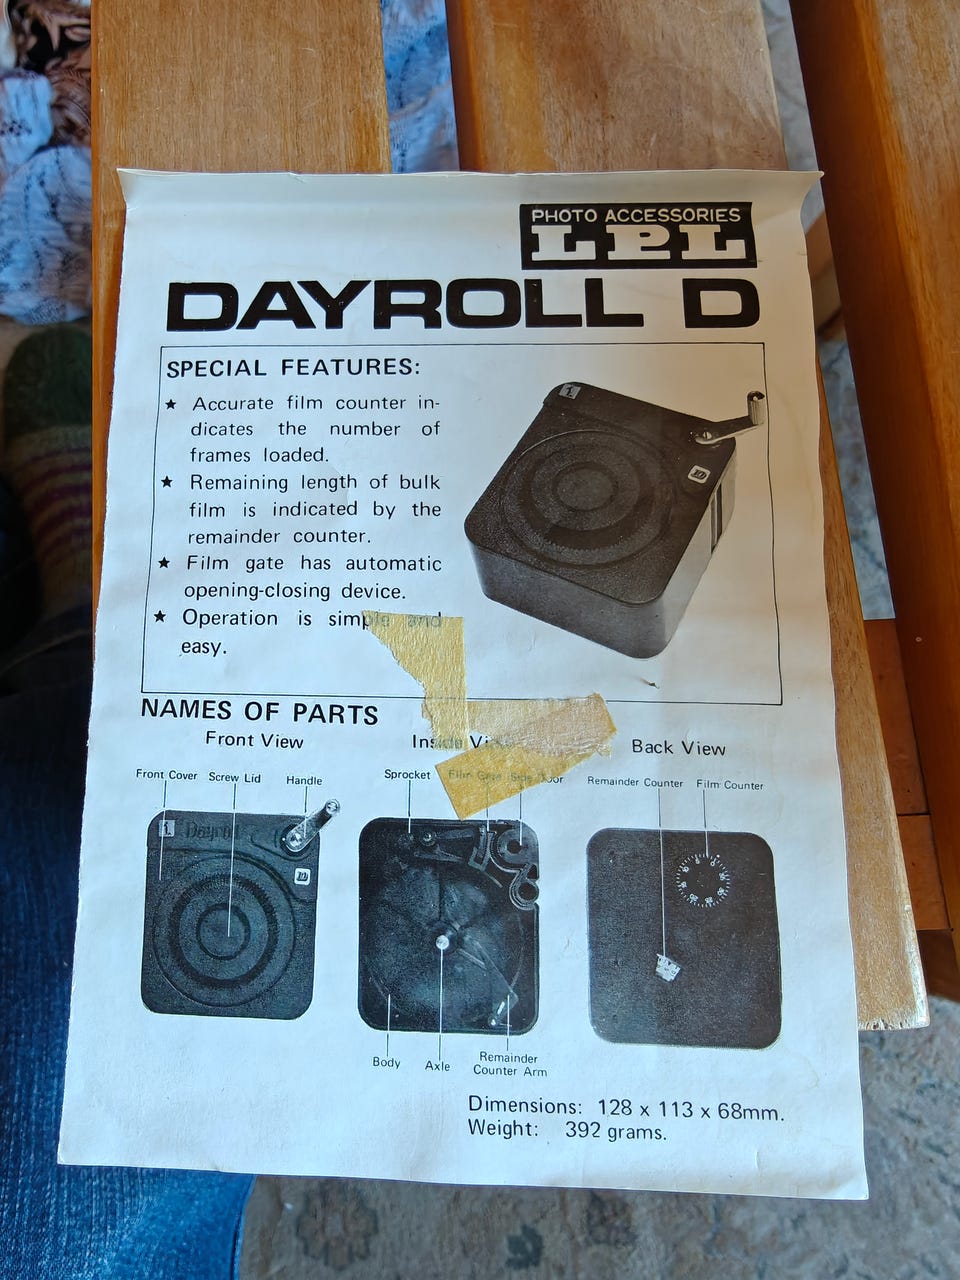 PHOTO ACCESSORIES
LPL
DAYROLL D
SPECIAL FEATURES:
★ Accurate film counter in-
dicates the number of
frames loaded.
★ Remaining length of bulk
film is indicated by the
remainder counter.
★ Film gate has automatic
opening-closing device.
★ Operation is simple and
easy.
NAMES OF PARTS
Front View
Inside View
Back View
Front Cover Screw Lid Handle
Sprocket Film Gate Side Door
Remainder Counter Film Counter
Dayroll
Body Axle Remainder
Counter Arm
Dimensions: 128 x 113 x 68mm.
Weight: 392 grams.